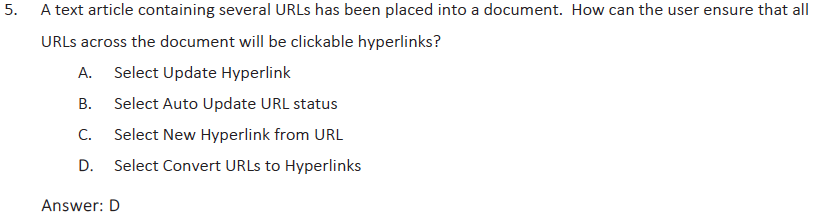 5. A text article containing several URLs has been placed into a document.  How can the user ensure that all
URLs across the document will be clickable hyperlinks?
A. Select Update Hyperlink
B. Select Auto Update URL status
C. Select New Hyperlink from URL
D. Select Convert URLs to Hyperlinks
Answer: D